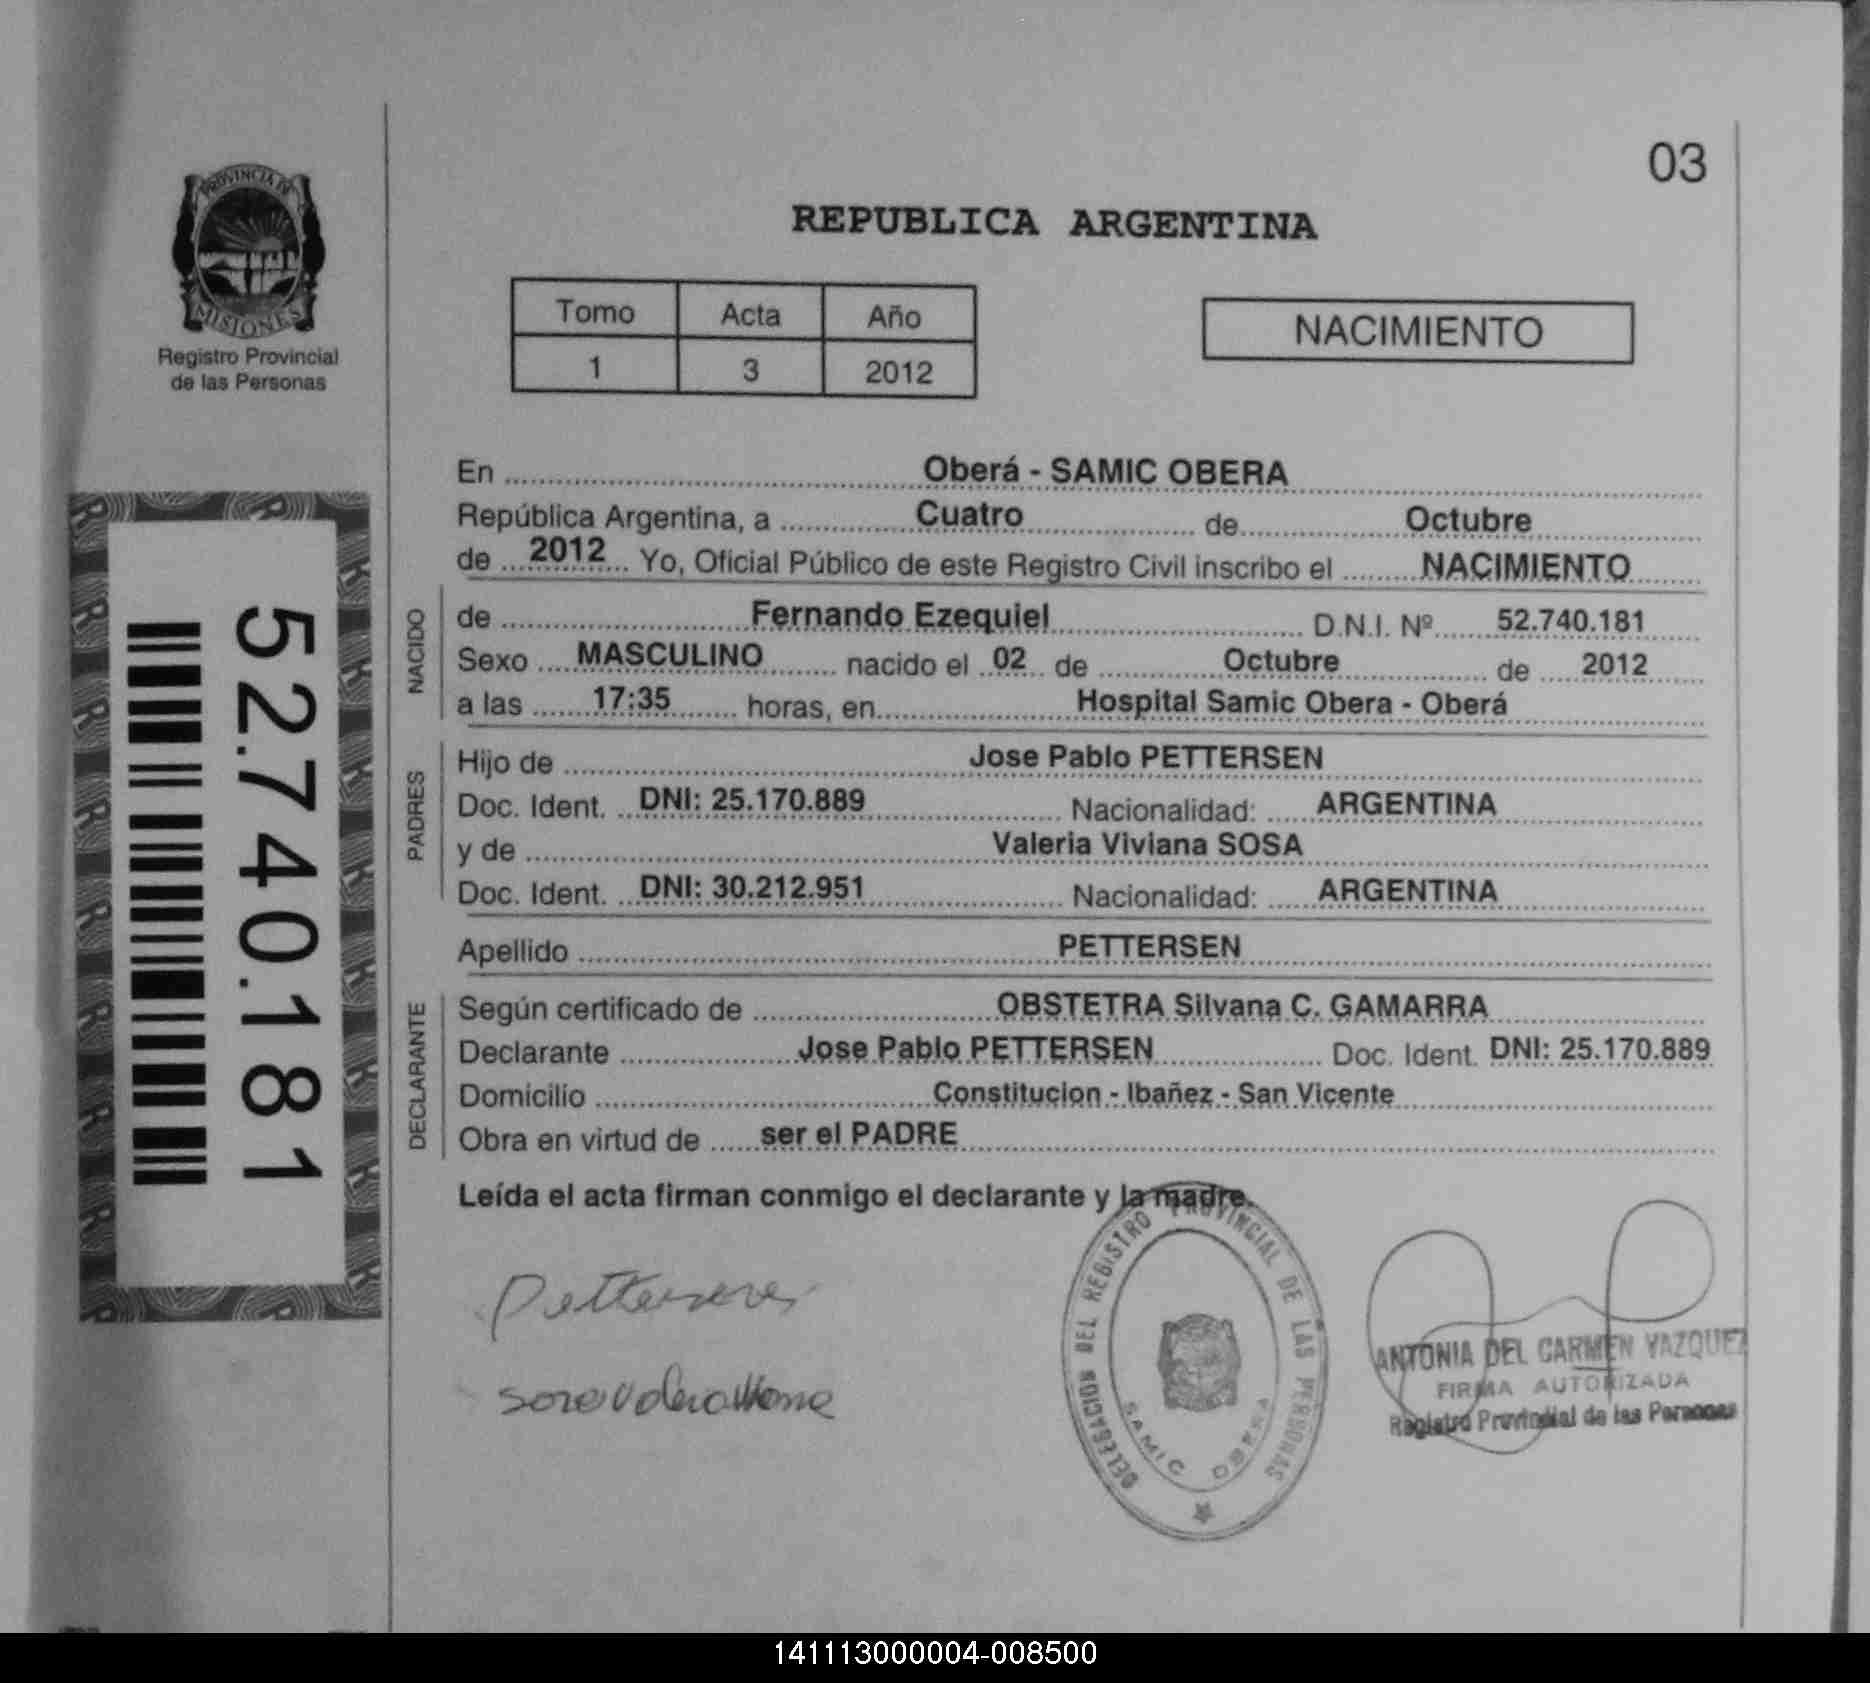 03
PROVINCIA DE
MISIONES
Registro Provincial
de las Personas
REPUBLICA ARGENTINA
Tomo Acta Año
1 3 2012
NACIMIENTO
52.740.181
En Oberá - SAMIC OBERA
República Argentina, a Cuatro de Octubre
de 2012 Yo, Oficial Público de este Registro Civil inscribo el NACIMIENTO
NACIDO
de Fernando Ezequiel D.N.I. Nº 52.740.181
Sexo MASCULINO nacido el 02 de Octubre de 2012
a las 17:35 horas, en Hospital Samic Obera - Oberá
PADRES
Hijo de Jose Pablo PETTERSEN
Doc. Ident. DNI: 25.170.889 Nacionalidad: ARGENTINA
y de Valeria Viviana SOSA
Doc. Ident. DNI: 30.212.951 Nacionalidad: ARGENTINA
Apellido PETTERSEN
DECLARANTE
Según certificado de OBSTETRA Silvana C. GAMARRA
Declarante Jose Pablo PETTERSEN Doc. Ident. DNI: 25.170.889
Domicilio Constitucion - Ibañez - San Vicente
Obra en virtud de ser el PADRE
Leída el acta firman conmigo el declarante y la madre.
DELEGACION DEL REGISTRO PROVINCIAL DE LAS PERSONAS
SAMIC OBERA
ANTONIA DEL CARMEN VAZQUEZ
FIRMA AUTORIZADA
Registro Provincial de las Personas
141113000004-008500